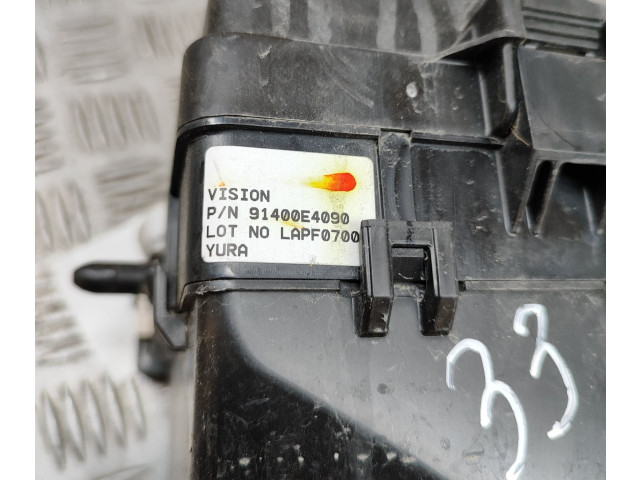 VISION
P/N 91400E4090
LOT NO LAPF0700
YURA
33